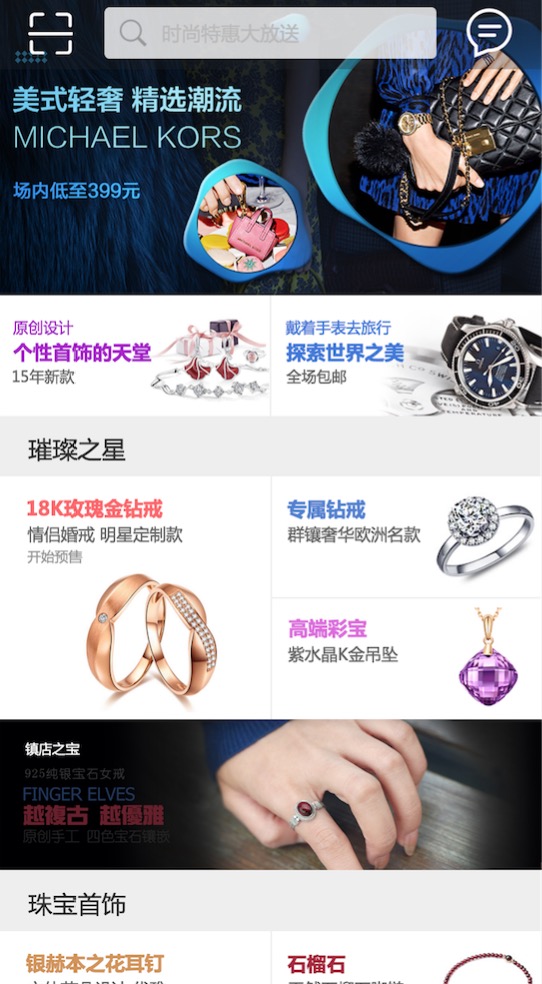 时尚特惠大放送
美式轻奢 精选潮流
MICHAEL KORS
场内低至399元
原创设计
个性首饰的天堂
15年新款
戴着手表去旅行
探索世界之美
全场包邮
璀璨之星
18K玫瑰金钻戒
情侣婚戒 明星定制款
开始预售
专属钻戒
群镶奢华欧洲名款
高端彩宝
紫水晶K金吊坠
镇店之宝
925纯银宝石女戒
FINGER ELVES
越複古 越優雅
原创手工 四色宝石镶嵌
珠宝首饰
银赫本之花耳钉
石榴石